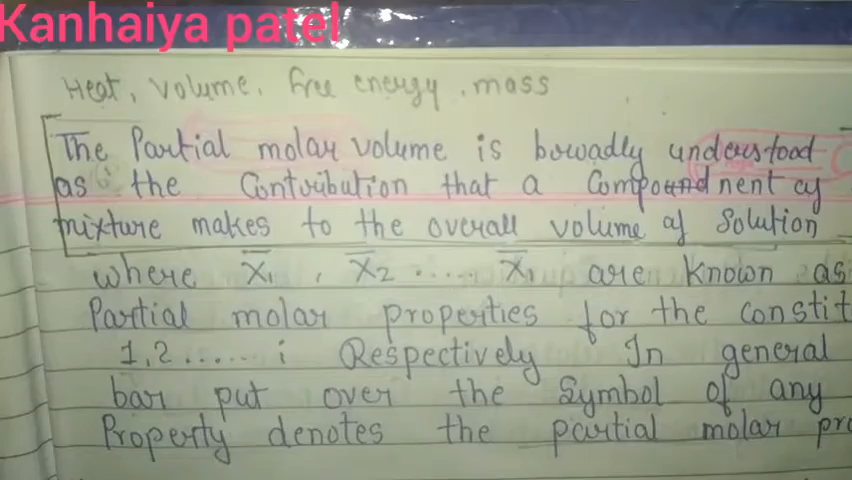 Kanhaiya patel
Heat, volume, free energy, mass
The Partial molar volume is browadly understood
as the Contribution that a Component of
mixture makes to the overall volume of Solution
where X̅₁, X̅₂ ..... X̅ᵢ are known as
Partial molar properties for the constit
1,2 ...... i Respectively In general
bar put over the Symbol of any
Property denotes the partial molar pro